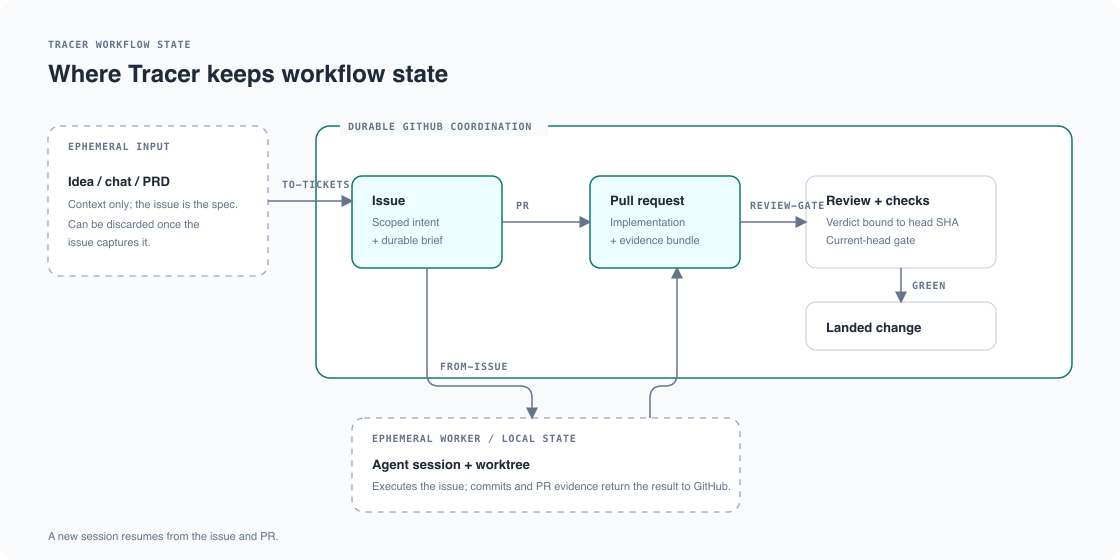 TRACER WORKFLOW STATE
Where Tracer keeps workflow state
EPHEMERAL INPUT
Idea / chat / PRD
Context only; the issue is the spec.
Can be discarded once the
issue captures it.
TO-TICKETS
DURABLE GITHUB COORDINATION
Issue
Scoped intent
+ durable brief
PR
Pull request
Implementation
+ evidence bundle
REVIEW-GATE
Review + checks
Verdict bound to head SHA
Current-head gate
GREEN
Landed change
FROM-ISSUE
EPHEMERAL WORKER / LOCAL STATE
Agent session + worktree
Executes the issue; commits and PR evidence return the result to GitHub.
A new session resumes from the issue and PR.